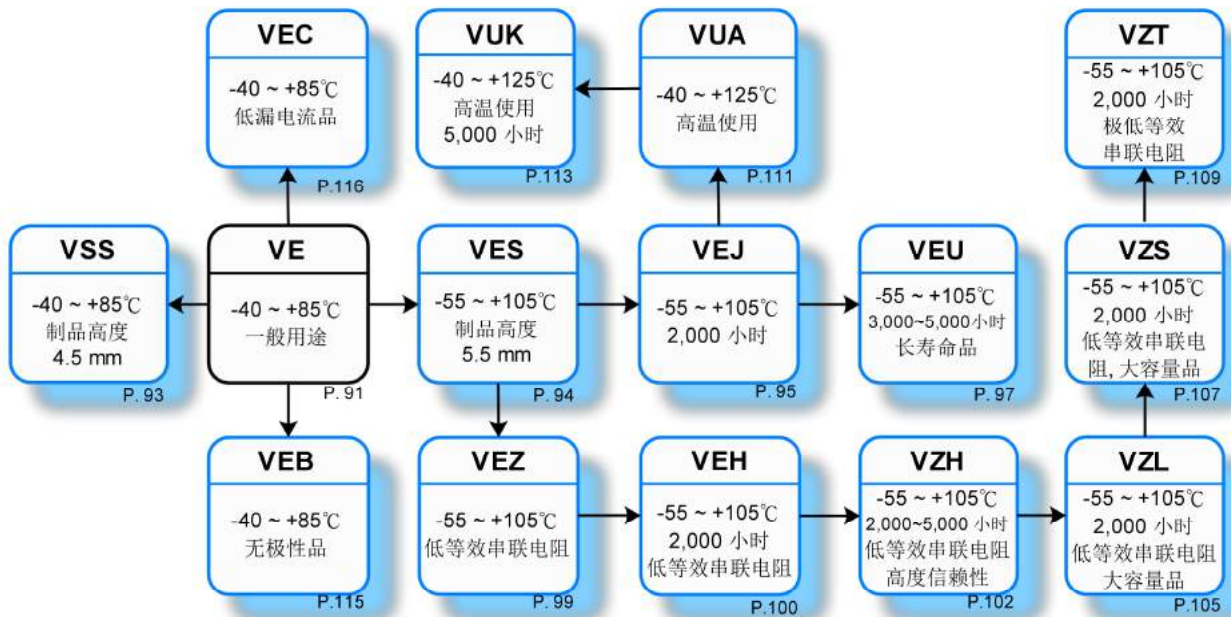 VEC
-40 ~ +85℃
低漏电流品
P.116
VUK
-40 ~ +125℃
高温使用
5,000 小时
P.113
VUA
-40 ~ +125℃
高温使用
P.111
VZT
-55 ~ +105℃
2,000 小时
极低等效
串联电阻
P.109
VSS
-40 ~ +85℃
制品高度
4.5 mm
P. 93
VE
-40 ~ +85℃
一般用途
P. 91
VES
-55 ~ +105℃
制品高度
5.5 mm
P. 94
VEJ
-55 ~ +105℃
2,000 小时
P. 95
VEU
-55 ~ +105℃
3,000~5,000小时
长寿命品
P. 97
VZS
-55 ~ +105℃
2,000 小时
低等效串联电
阻, 大容量品
P.107
VEB
-40 ~ +85℃
无极性品
P.115
VEZ
-55 ~ +105℃
低等效串联电阻
P. 99
VEH
-55 ~ +105℃
2,000 小时
低等效串联电阻
P.100
VZH
-55 ~ +105℃
2,000~5,000 小时
低等效串联电阻
高度信赖性
P.102
VZL
-55 ~ +105℃
2,000 小时
低等效串联电阻
大容量品
P.105